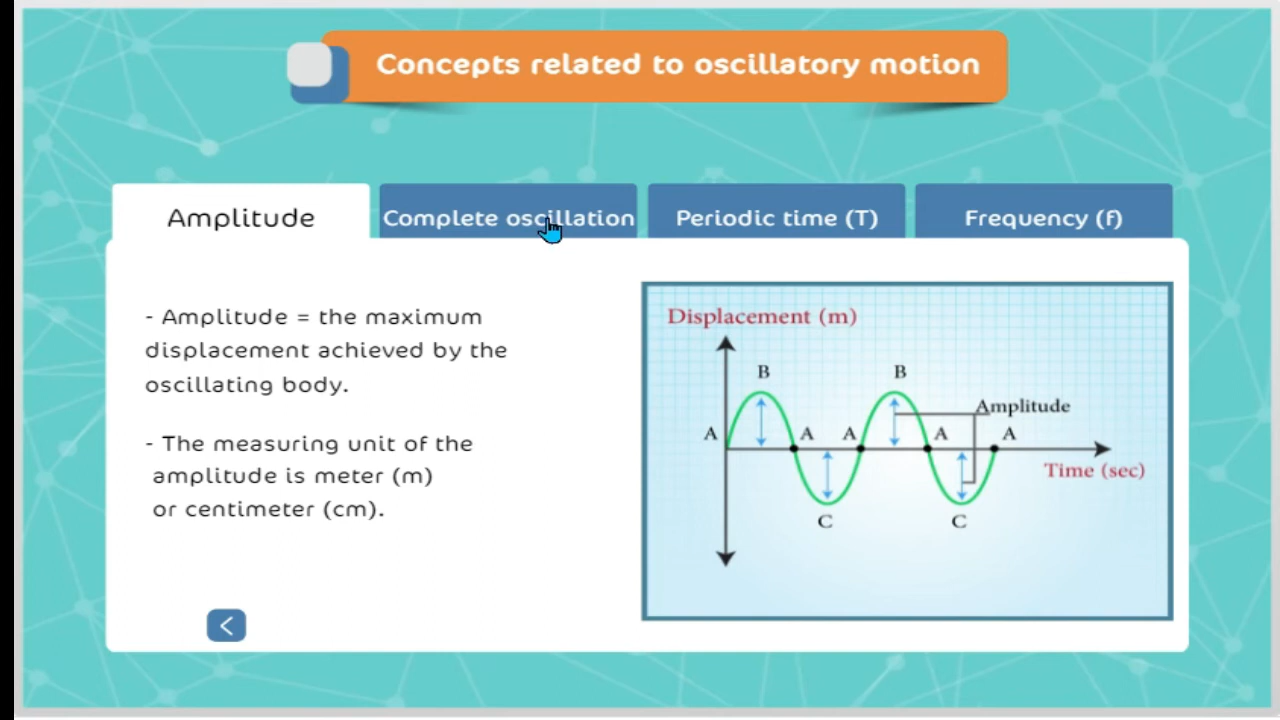 Concepts related to oscillatory motion
Amplitude
Complete oscillation
Periodic time (T)
Frequency (f)
- Amplitude = the maximum
displacement achieved by the
oscillating body.
- The measuring unit of the
amplitude is meter (m)
or centimeter (cm).
Displacement (m)
B
B
Amplitude
A
A
A
A
A
Time (sec)
C
C